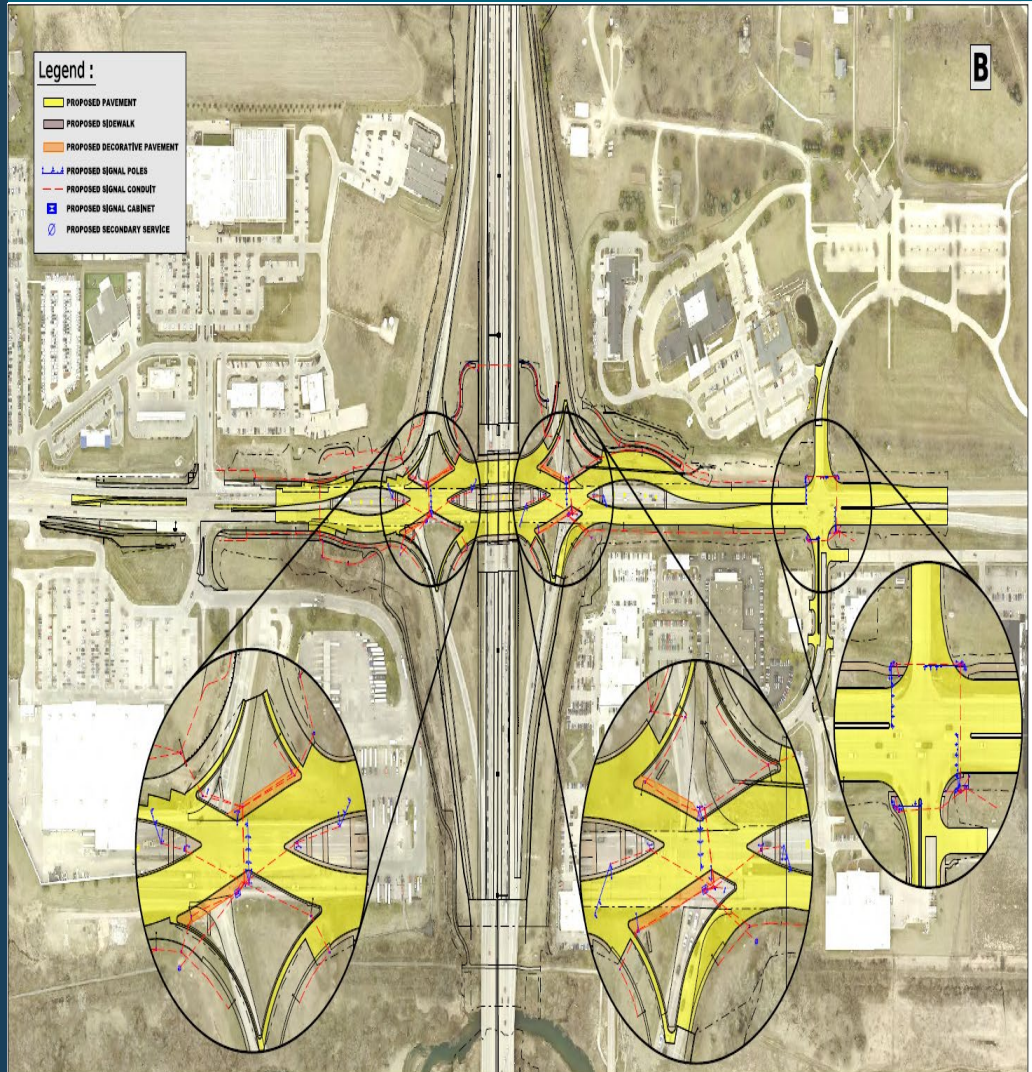 Legend :
PROPOSED PAVEMENT
PROPOSED SIDEWALK
PROPOSED DECORATIVE PAVEMENT
PROPOSED SIGNAL POLES
PROPOSED SIGNAL CONDUIT
PROPOSED SIGNAL CABINET
PROPOSED SECONDARY SERVICE
B